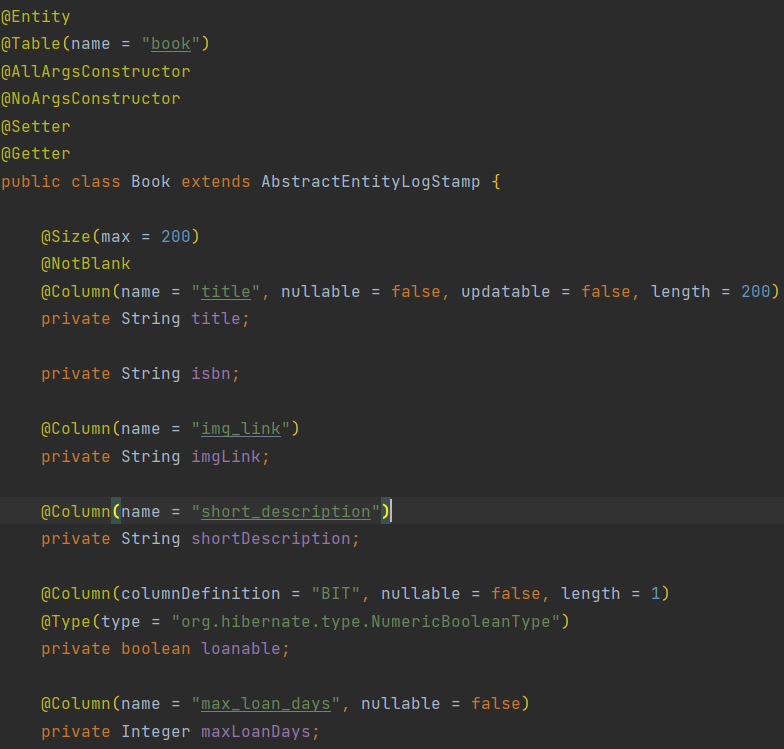 @Entity
@Table(name = "book")
@AllArgsConstructor
@NoArgsConstructor
@Setter
@Getter
public class Book extends AbstractEntityLogStamp {
@Size(max = 200)
@NotBlank
@Column(name = "title", nullable = false, updatable = false, length = 200)
private String title;
private String isbn;
@Column(name = "img_link")
private String imgLink;
@Column(name = "short_description")
private String shortDescription;
@Column(columnDefinition = "BIT", nullable = false, length = 1)
@Type(type = "org.hibernate.type.NumericBooleanType")
private boolean loanable;
@Column(name = "max_loan_days", nullable = false)
private Integer maxLoanDays;